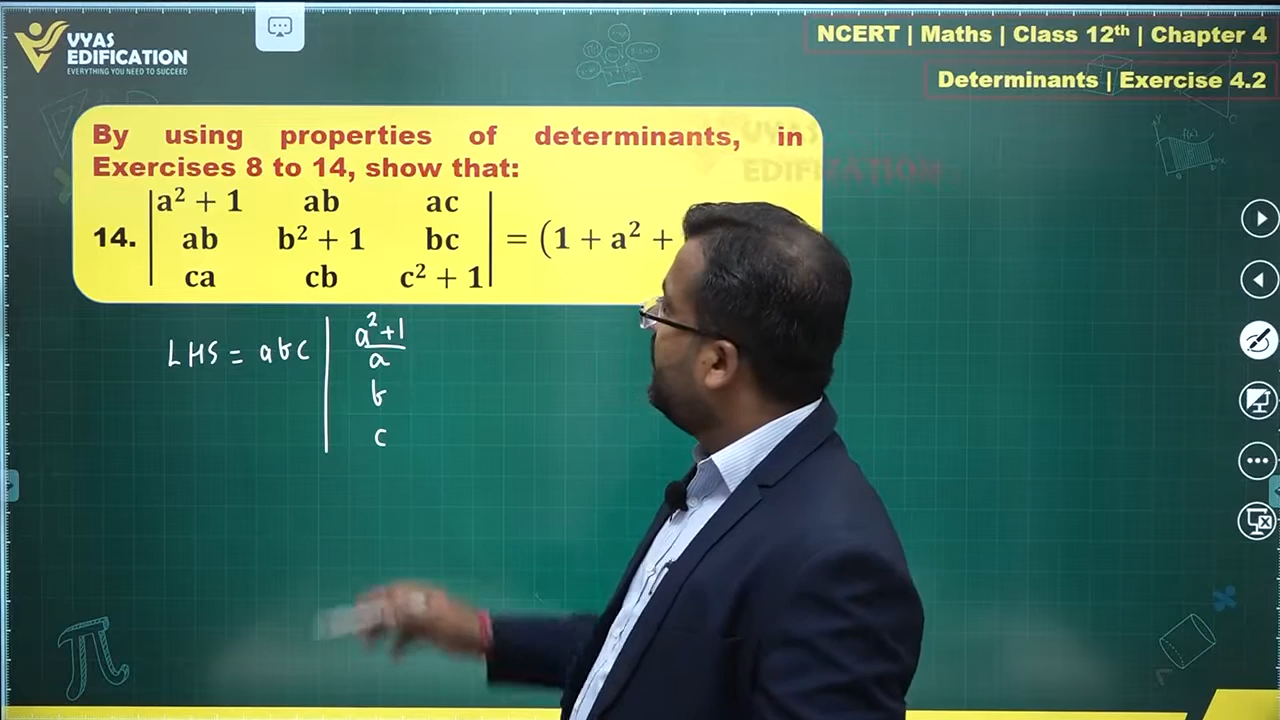 VYAS
EDIFICATION
EVERYTHING YOU NEED TO SUCCEED
NCERT | Maths | Class 12th | Chapter 4
Determinants | Exercise 4.2
By using properties of determinants, in
Exercises 8 to 14, show that:
14. | a² + 1 ab ac |
| ab b² + 1 bc | = (1 + a² +
| ca cb c² + 1 |
VYAS
EDIFICATION
LHS = abc | (a²+1)/a
b
c